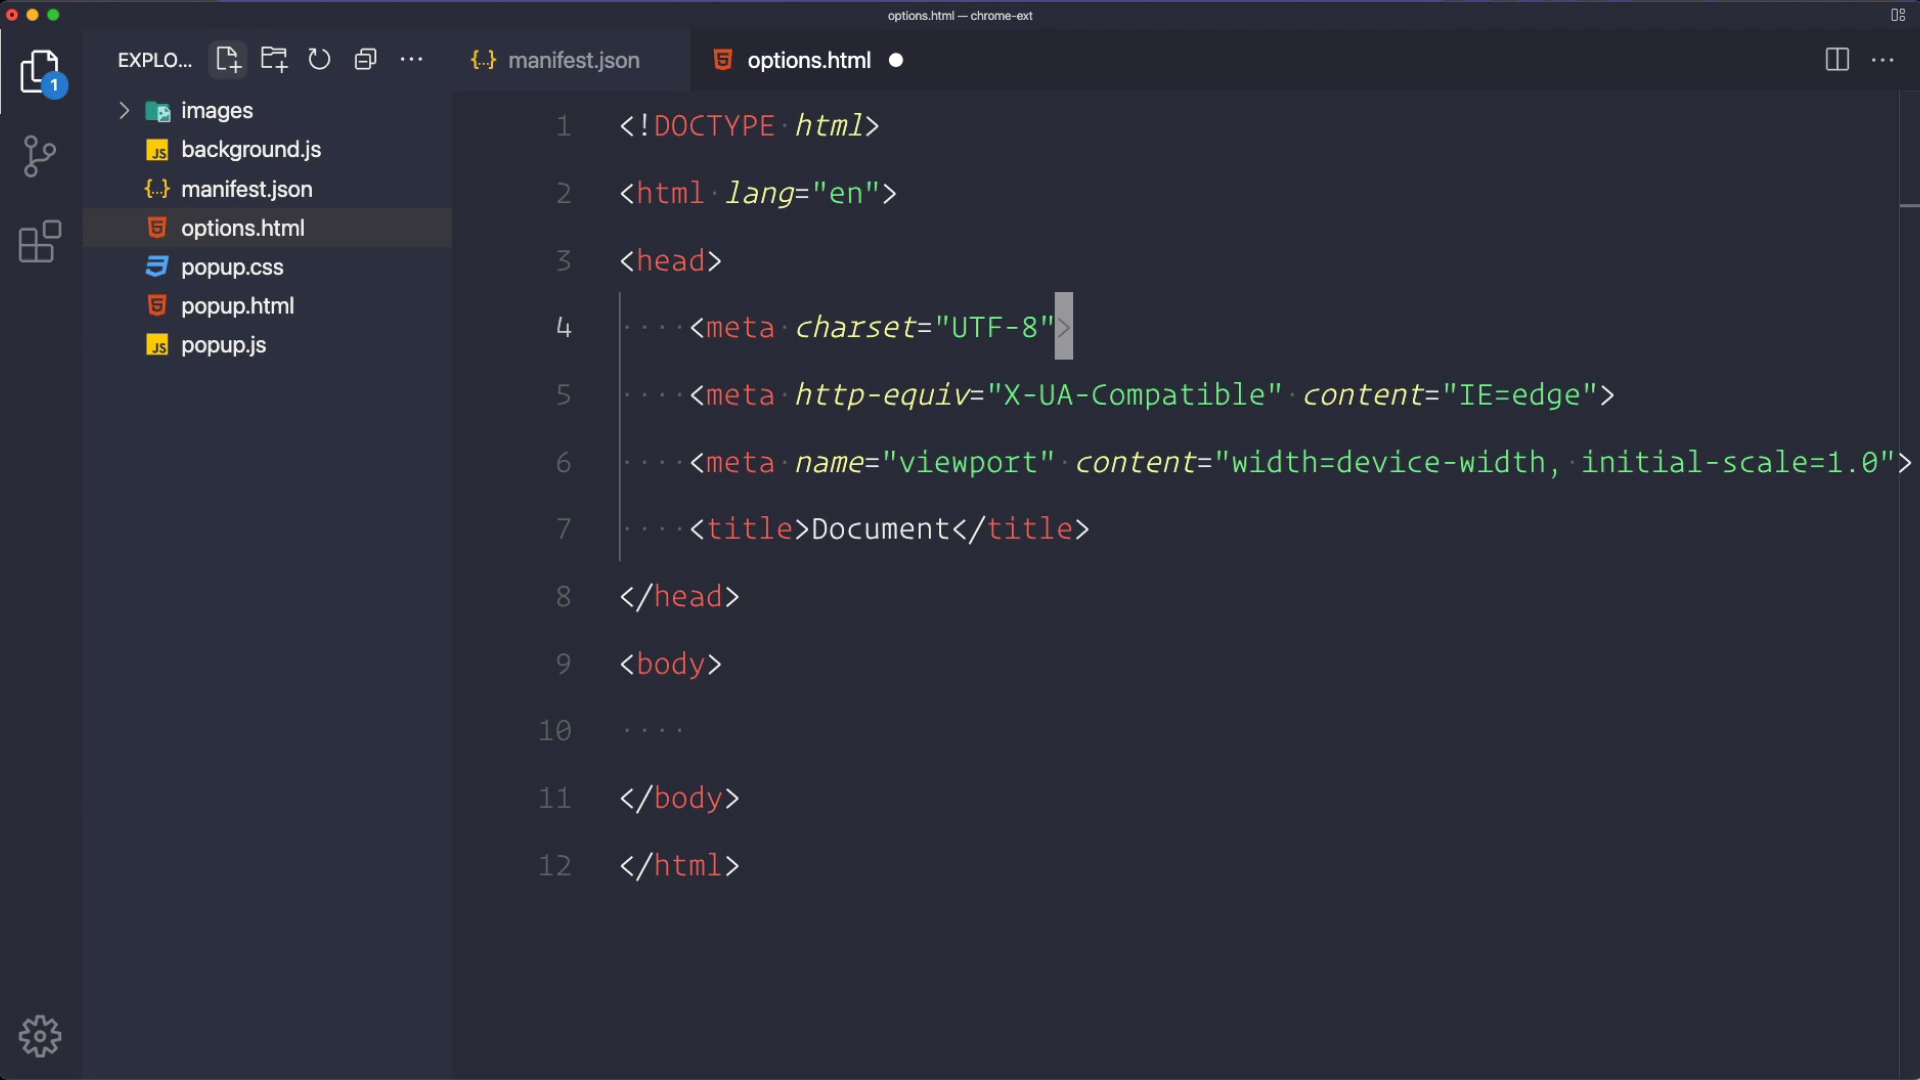 options.html — chrome-ext
EXPLO...
1
images
JS background.js
{...} manifest.json
options.html
popup.css
popup.html
JS popup.js
{...} manifest.json
options.html
1 <!DOCTYPE html>
2 <html lang="en">
3 <head>
4 <meta charset="UTF-8">
5 <meta http-equiv="X-UA-Compatible" content="IE=edge">
6 <meta name="viewport" content="width=device-width, initial-scale=1.0">
7 <title>Document</title>
8 </head>
9 <body>
10
11 </body>
12 </html>